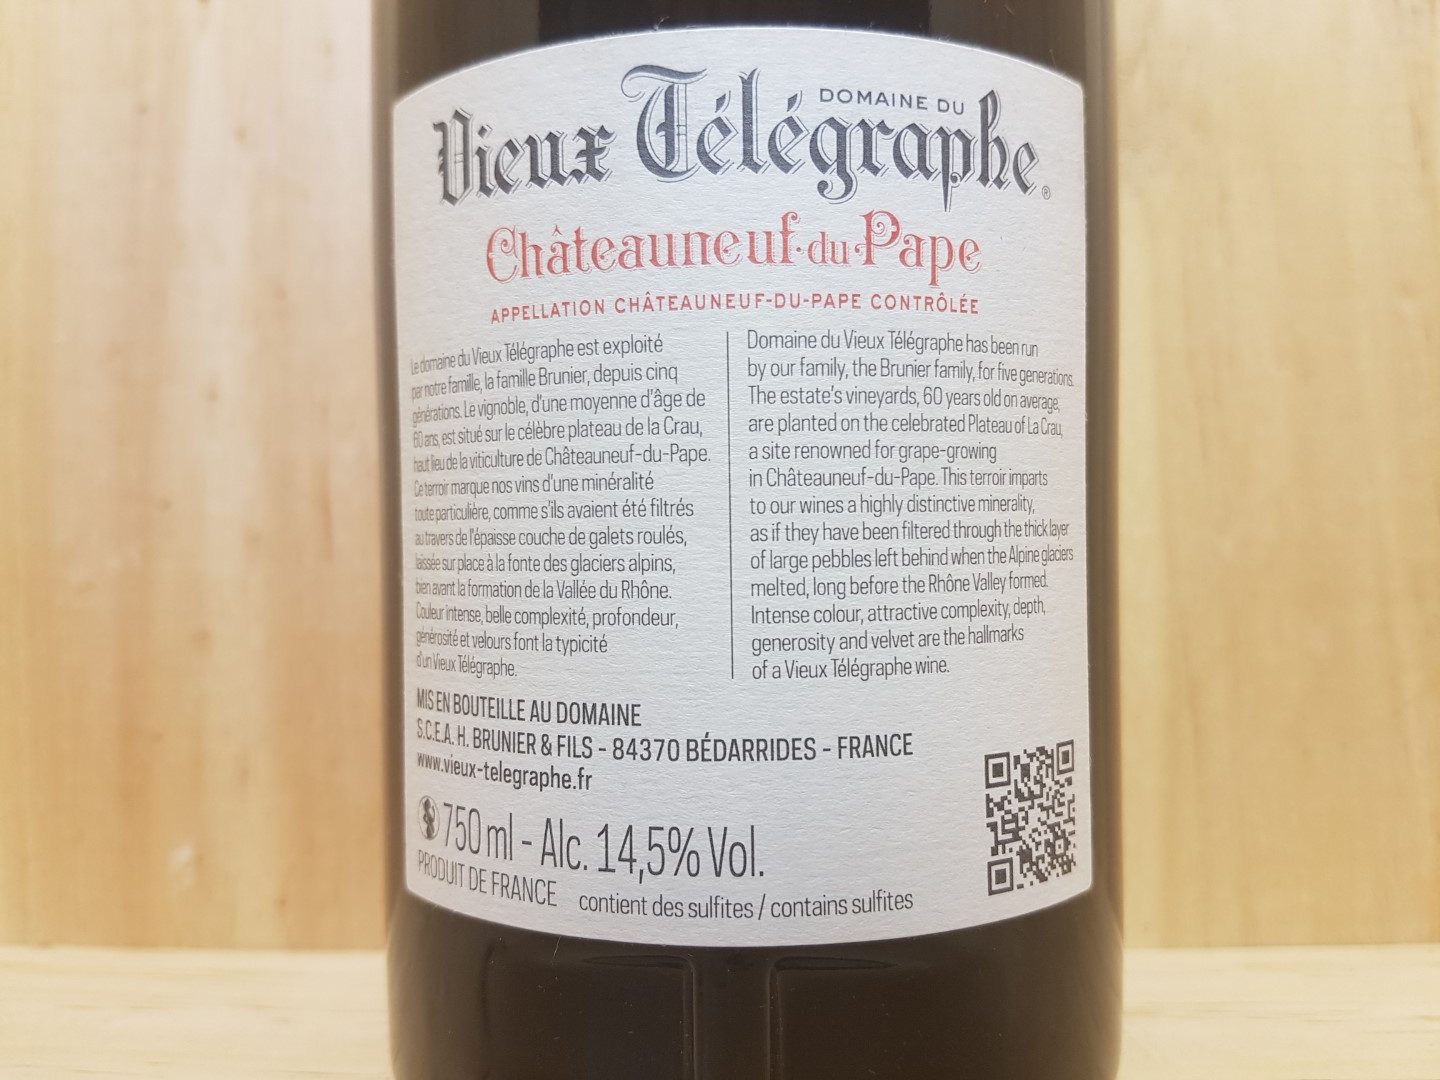 DOMAINE DU
Vieux Télégraphe®
Châteauneuf-du-Pape
APPELLATION CHÂTEAUNEUF-DU-PAPE CONTRÔLÉE
Le domaine du Vieux Télégraphe est exploité
par notre famille, la famille Brunier, depuis cinq
générations. Le vignoble, d'une moyenne d'âge de
60 ans, est situé sur le célèbre plateau de la Crau,
haut lieu de la viticulture de Châteauneuf-du-Pape.
Ce terroir marque nos vins d'une minéralité
toute particulière, comme s'ils avaient été filtrés
au travers de l'épaisse couche de galets roulés,
laissée sur place à la fonte des glaciers alpins,
bien avant la formation de la Vallée du Rhône.
Couleur intense, belle complexité, profondeur,
générosité et velours font la typicité
d'un Vieux Télégraphe.
Domaine du Vieux Télégraphe has been run
by our family, the Brunier family, for five generations.
The estate's vineyards, 60 years old on average,
are planted on the celebrated Plateau of La Crau,
a site renowned for grape-growing
in Châteauneuf-du-Pape. This terroir imparts
to our wines a highly distinctive minerality,
as if they have been filtered through the thick layer
of large pebbles left behind when the Alpine glaciers
melted, long before the Rhône Valley formed.
Intense colour, attractive complexity, depth,
generosity and velvet are the hallmarks
of a Vieux Télégraphe wine.
MIS EN BOUTEILLE AU DOMAINE
S.C.E.A. H. BRUNIER & FILS - 84370 BÉDARRIDES - FRANCE
www.vieux-telegraphe.fr
750 ml - Alc. 14,5% Vol.
PRODUIT DE FRANCE
contient des sulfites / contains sulfites